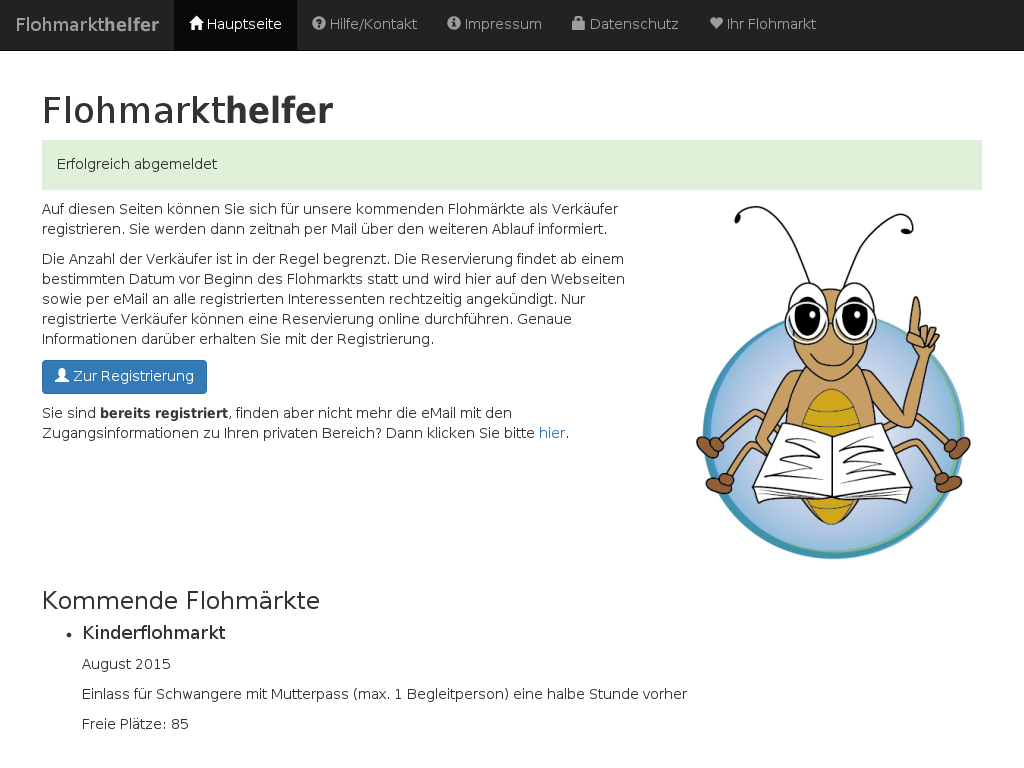 Flohmarkthelfer Hauptseite Hilfe/Kontakt Impressum Datenschutz Ihr Flohmarkt
Flohmarkthelfer
Erfolgreich abgemeldet
Auf diesen Seiten können Sie sich für unsere kommenden Flohmärkte als Verkäufer
registrieren. Sie werden dann zeitnah per Mail über den weiteren Ablauf informiert.
Die Anzahl der Verkäufer ist in der Regel begrenzt. Die Reservierung findet ab einem
bestimmten Datum vor Beginn des Flohmarkts statt und wird hier auf den Webseiten
sowie per eMail an alle registrierten Interessenten rechtzeitig angekündigt. Nur
registrierte Verkäufer können eine Reservierung online durchführen. Genaue
Informationen darüber erhalten Sie mit der Registrierung.
Zur Registrierung
Sie sind bereits registriert, finden aber nicht mehr die eMail mit den
Zugangsinformationen zu Ihren privaten Bereich? Dann klicken Sie bitte hier.
Kommende Flohmärkte
Kinderflohmarkt
August 2015
Einlass für Schwangere mit Mutterpass (max. 1 Begleitperson) eine halbe Stunde vorher
Freie Plätze: 85